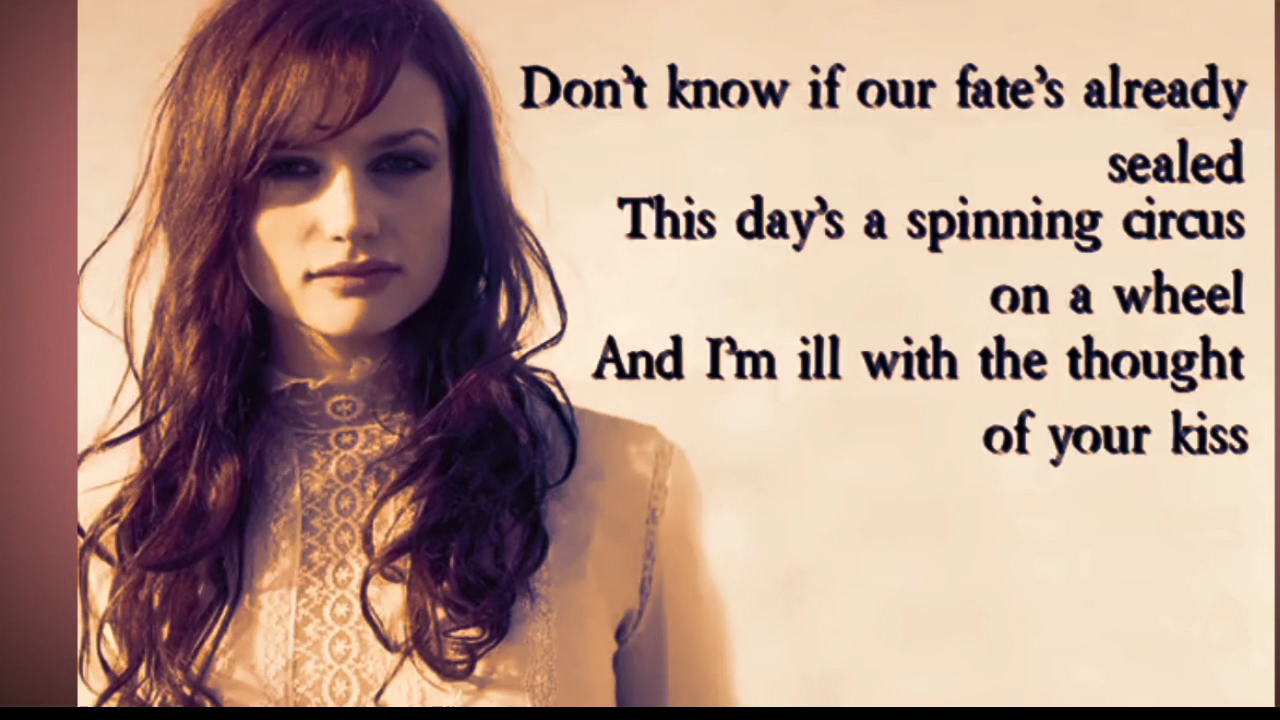 Don't know if our fate's already
sealed
This day's a spinning circus
on a wheel
And I'm ill with the thought
of your kiss